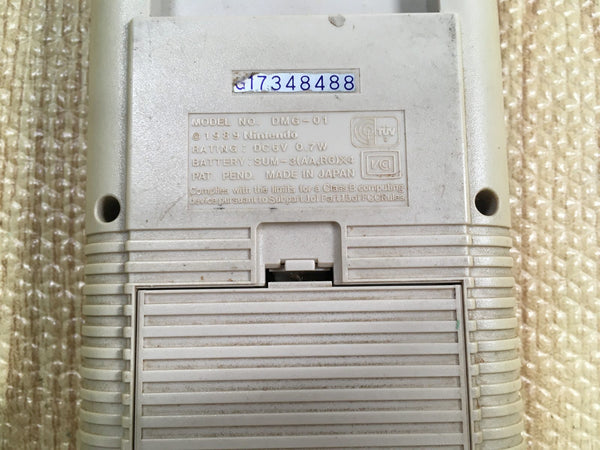 G17348488
MODEL NO. DMG-01
©1989 Nintendo
RATING: DC6V 0.7W
BATTERY: SUM-3(AA,RG)X4
PAT. PEND. MADE IN JAPAN
Complies with the limits for a Class B computing
device pursuant to Subpart J of Part 15 of FCC Rules